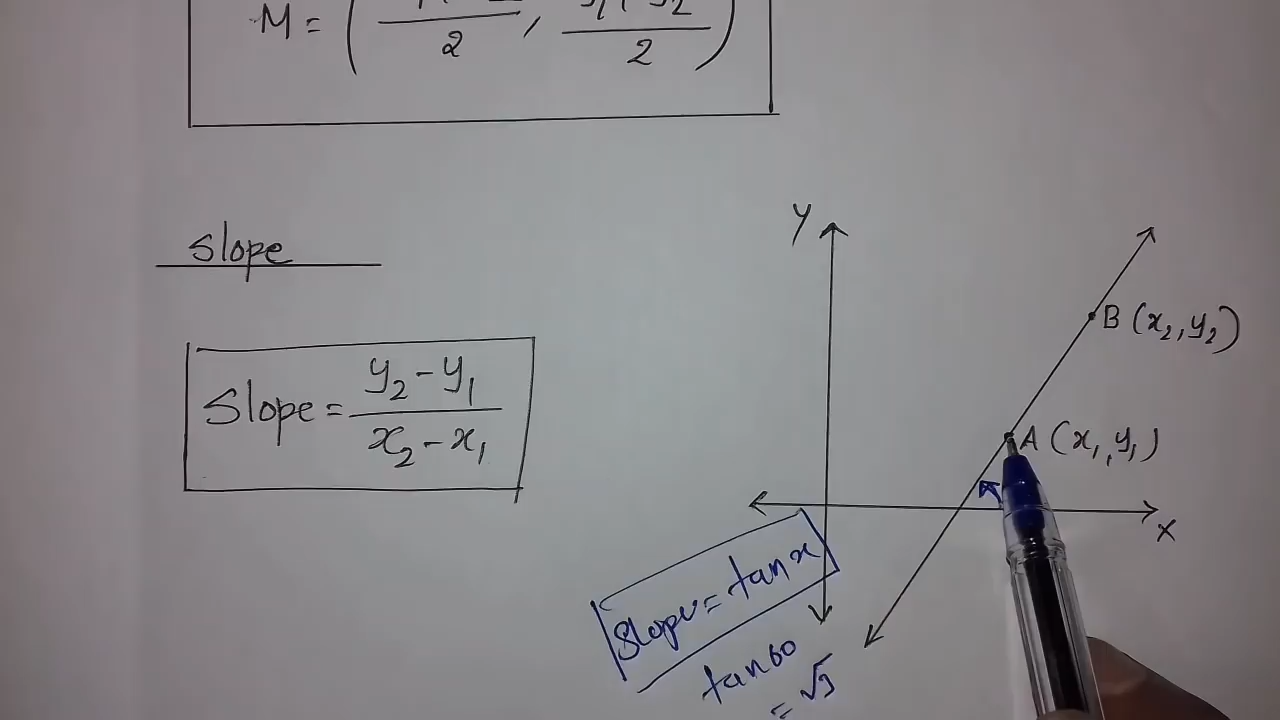 M = ( / 2 , / 2 )
Slope
Slope = y₂ - y₁ / x₂ - x₁
y
B (x₂, y₂)
A (x₁, y₁)
x
Slope = tan x
tan 60
= √3